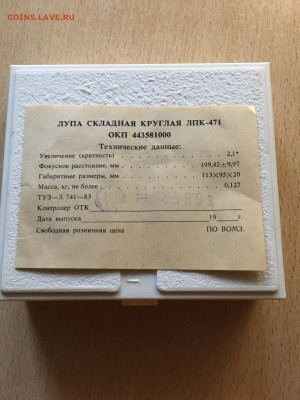 COINS.LAVE.RU
ЛУПА СКЛАДНАЯ КРУГЛАЯ ЛПК-471
ОКП 443581000
Технические данные:
Увеличение (кратность) . . . . . 2,1*
Фокусное расстояние, мм . . . . . 199,42±9,97
Габаритные размеры, мм . . . . . 113×95×20
Масса, кг, не более . . . . . 0,127
ТУ3—3. 741—83
Контролер ОТК
Дата выпуска 19 г.
Свободная розничная цена ПО ВОМЗ.